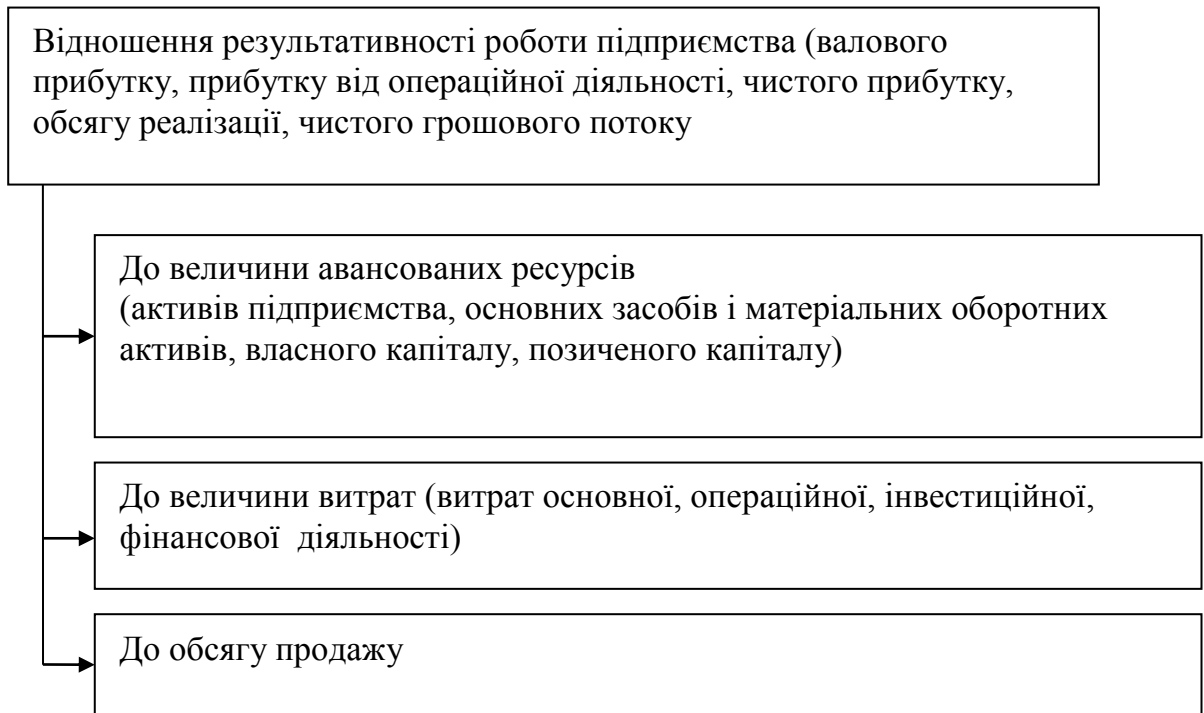 Відношення результативності роботи підприємства (валового
прибутку, прибутку від операційної діяльності, чистого прибутку,
обсягу реалізації, чистого грошового потоку
До величини авансованих ресурсів
(активів підприємства, основних засобів і матеріальних оборотних
активів, власного капіталу, позиченого капіталу)
До величини витрат (витрат основної, операційної, інвестиційної,
фінансової діяльності)
До обсягу продажу